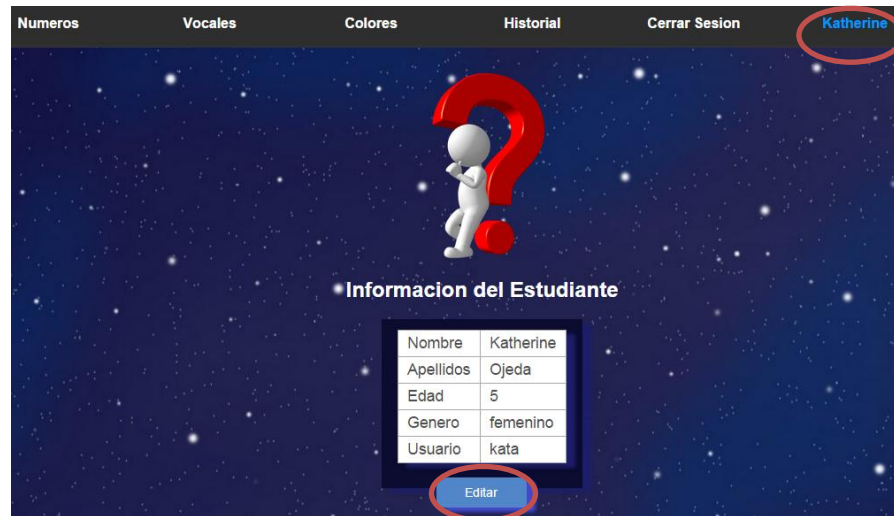 Numeros Vocales Colores Historial Cerrar Sesion Katherine
Informacion del Estudiante
Nombre Katherine
Apellidos Ojeda
Edad 5
Genero femenino
Usuario kata
Editar